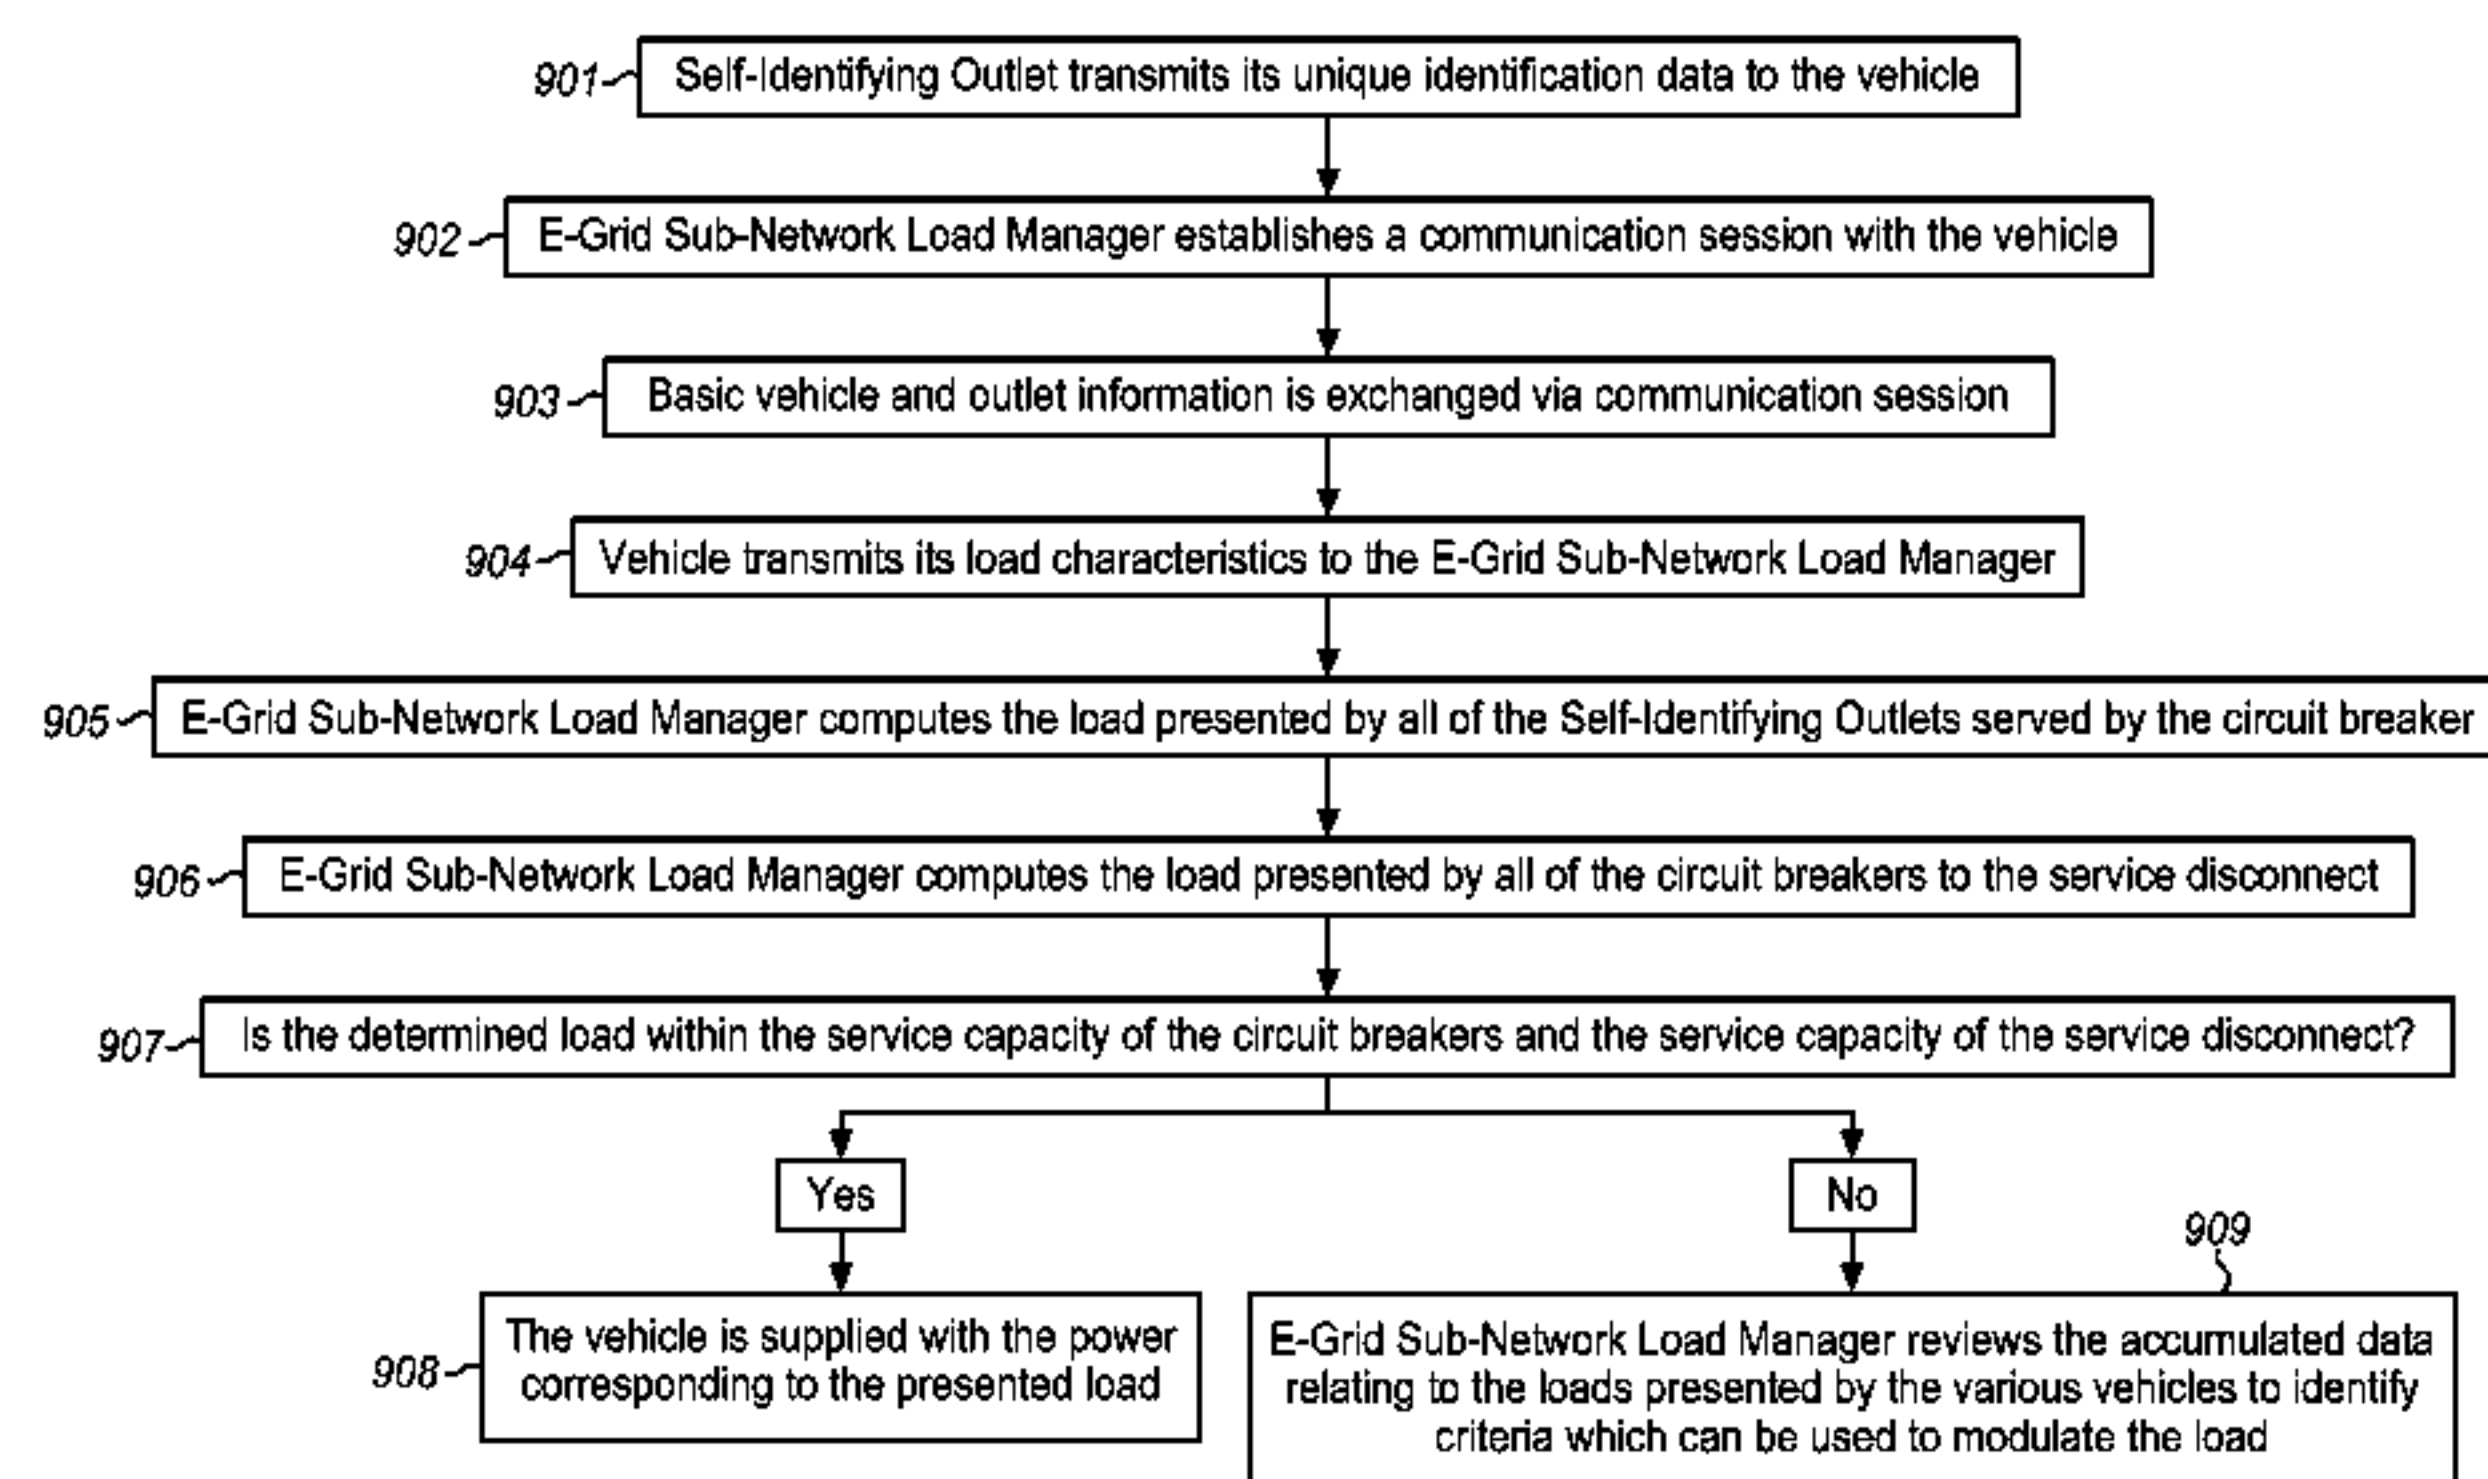 901
Self-Identifying Outlet transmits its unique identification data to the vehicle
902
E-Grid Sub-Network Load Manager establishes a communication session with the vehicle
903
Basic vehicle and outlet information is exchanged via communication session
904
Vehicle transmits its load characteristics to the E-Grid Sub-Network Load Manager
905
E-Grid Sub-Network Load Manager computes the load presented by all of the Self-Identifying Outlets served by the circuit breaker
906
E-Grid Sub-Network Load Manager computes the load presented by all of the circuit breakers to the service disconnect
907
Is the determined load within the service capacity of the circuit breakers and the service capacity of the service disconnect?
Yes
No
908
The vehicle is supplied with the power
corresponding to the presented load
909
E-Grid Sub-Network Load Manager reviews the accumulated data
relating to the loads presented by the various vehicles to identify
criteria which can be used to modulate the load